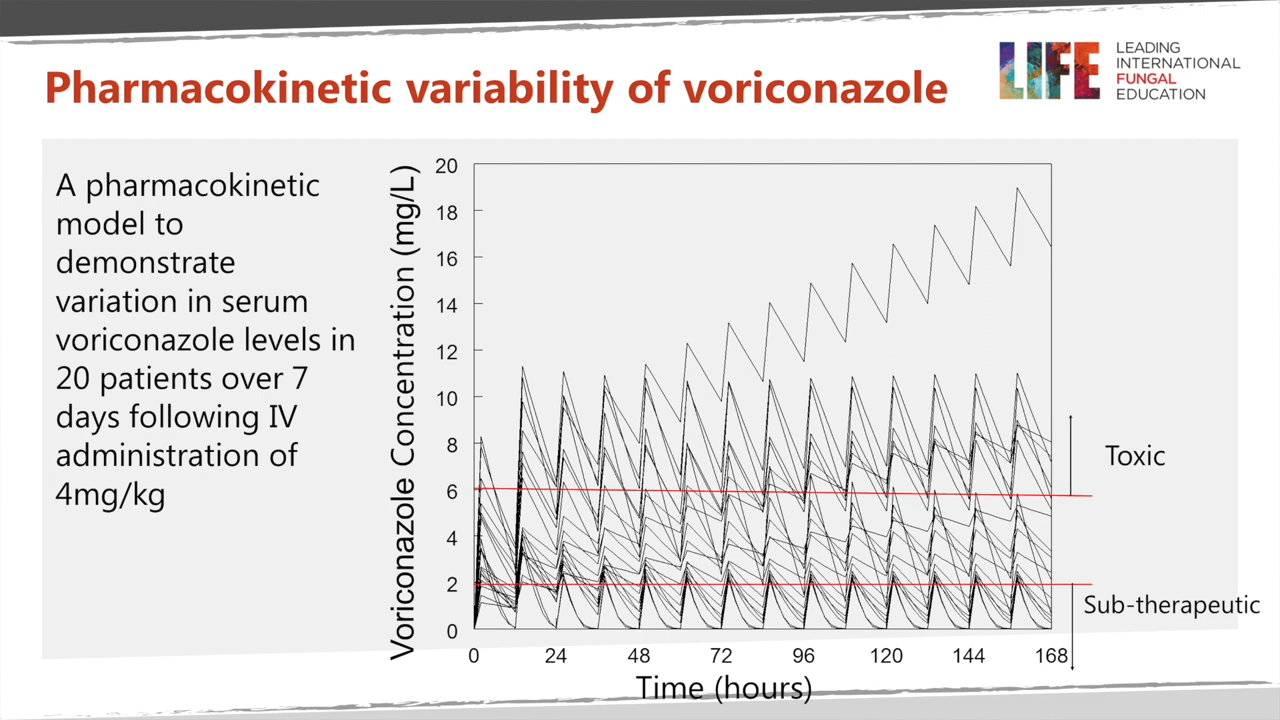 Pharmacokinetic variability of voriconazole
LIFE
LEADING
INTERNATIONAL
FUNGAL
EDUCATION
A pharmacokinetic
model to
demonstrate
variation in serum
voriconazole levels in
20 patients over 7
days following IV
administration of
4mg/kg
Voriconazole Concentration (mg/L)
20
18
16
14
12
10
8
6
4
2
0
0 24 48 72 96 120 144 168
Time (hours)
Toxic
Sub-therapeutic